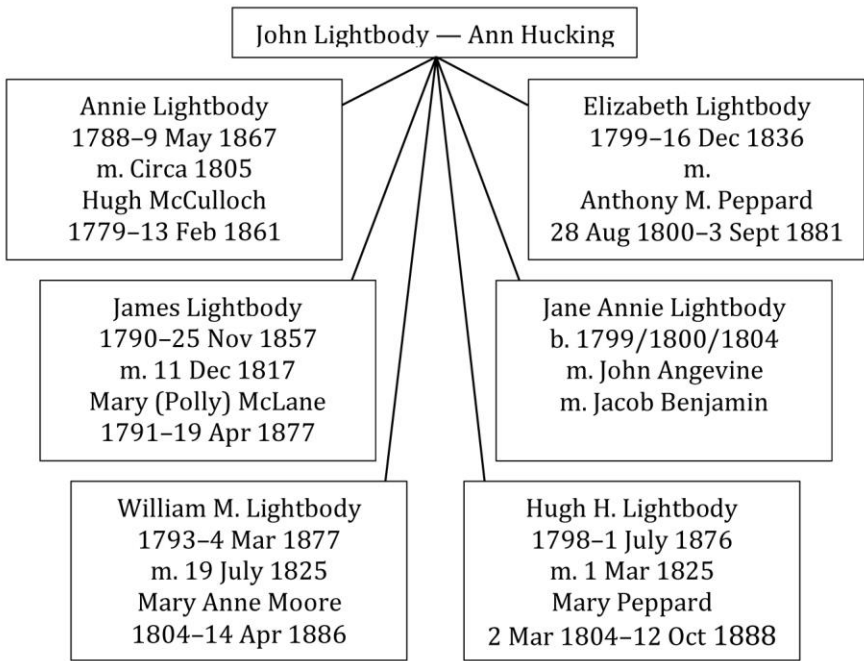 John Lightbody — Ann Hucking
Annie Lightbody
1788–9 May 1867
m. Circa 1805
Hugh McCulloch
1779–13 Feb 1861
Elizabeth Lightbody
1799–16 Dec 1836
m.
Anthony M. Peppard
28 Aug 1800–3 Sept 1881
James Lightbody
1790–25 Nov 1857
m. 11 Dec 1817
Mary (Polly) McLane
1791–19 Apr 1877
Jane Annie Lightbody
b. 1799/1800/1804
m. John Angevine
m. Jacob Benjamin
William M. Lightbody
1793–4 Mar 1877
m. 19 July 1825
Mary Anne Moore
1804–14 Apr 1886
Hugh H. Lightbody
1798–1 July 1876
m. 1 Mar 1825
Mary Peppard
2 Mar 1804–12 Oct 1888